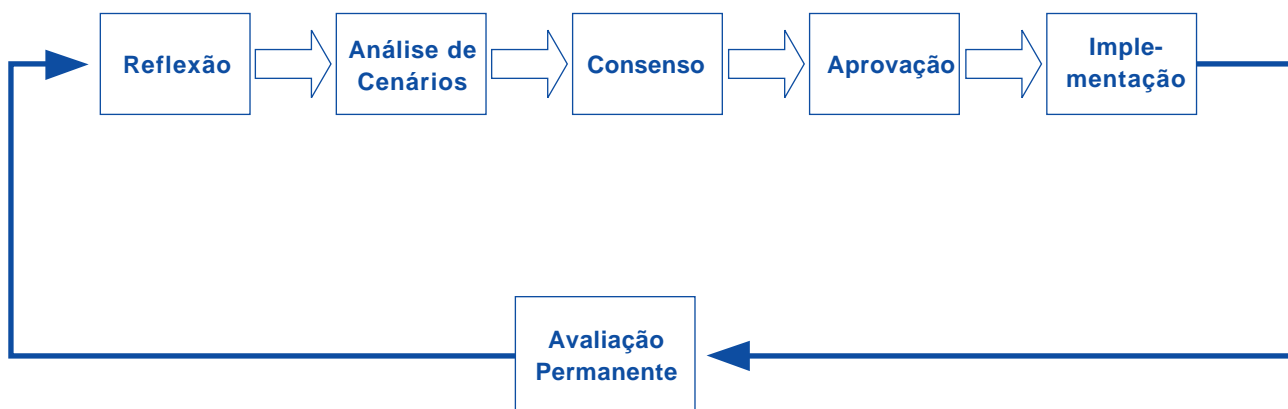 Reflexão
Análise de
Cenários
Consenso
Aprovação
Imple-
mentação
Avaliação
Permanente